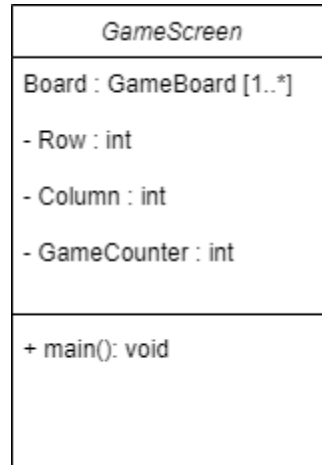 GameScreen
Board : GameBoard [1..*]
- Row : int
- Column : int
- GameCounter : int
+ main(): void